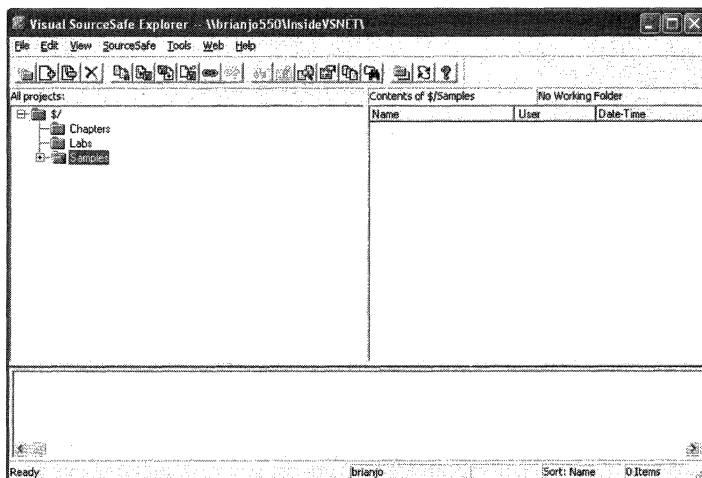 Visual SourceSafe Explorer -- \\brianjo550\InsideVSNET\
File Edit View SourceSafe Tools Web Help
All projects:
Contents of $/Samples No Working Folder
Name User Date-Time
$/
Chapters
Labs
Samples
Ready brianjo Sort: Name 0 Items